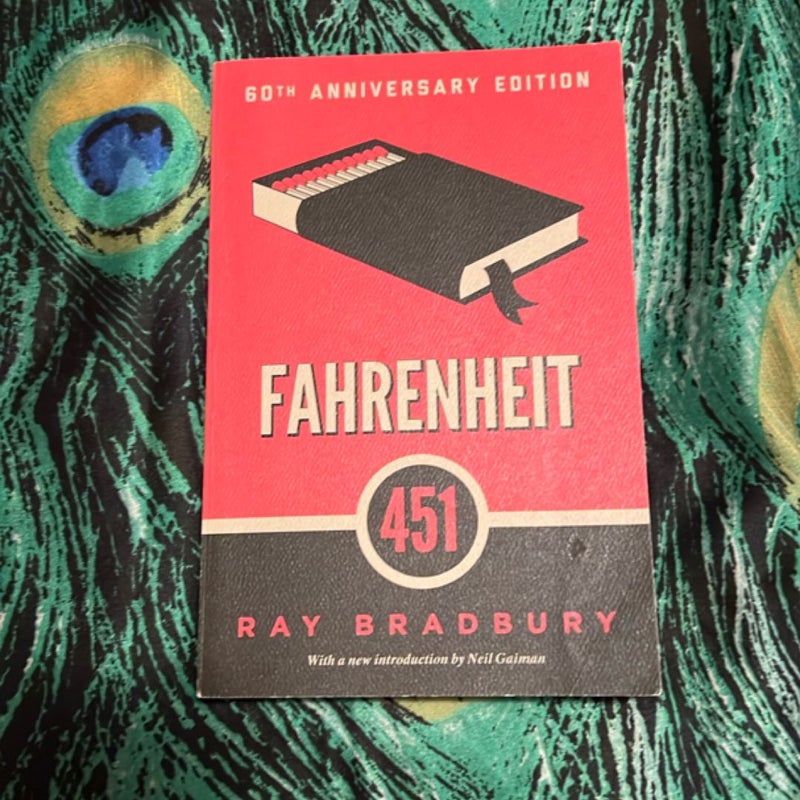 60TH ANNIVERSARY EDITION
FAHRENHEIT
451
RAY BRADBURY
With a new introduction by Neil Gaiman